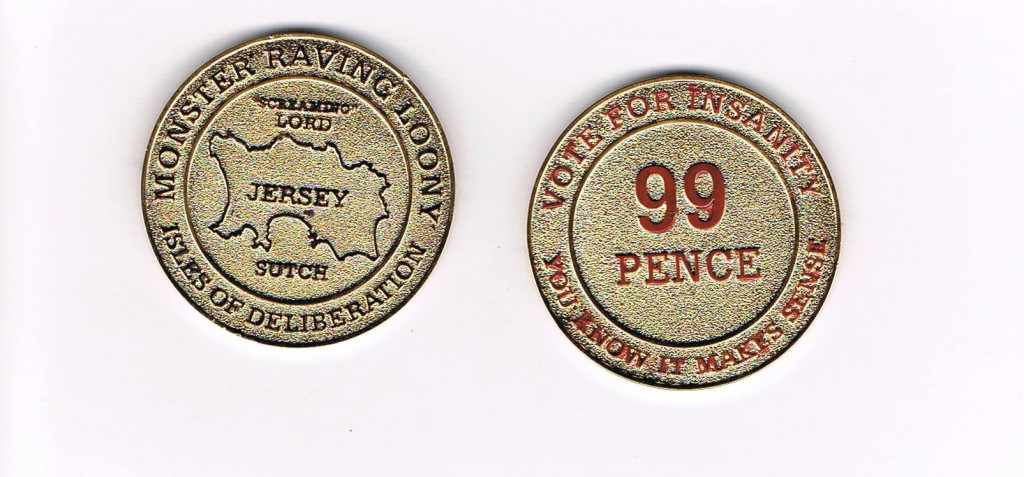 MONSTER RAVING LOONY
"SCREAMING"
LORD
JERSEY
SUTCH
ISLES OF DELIBERATION
VOTE FOR INSANITY
99
PENCE
YOU KNOW IT MAKES SENSE